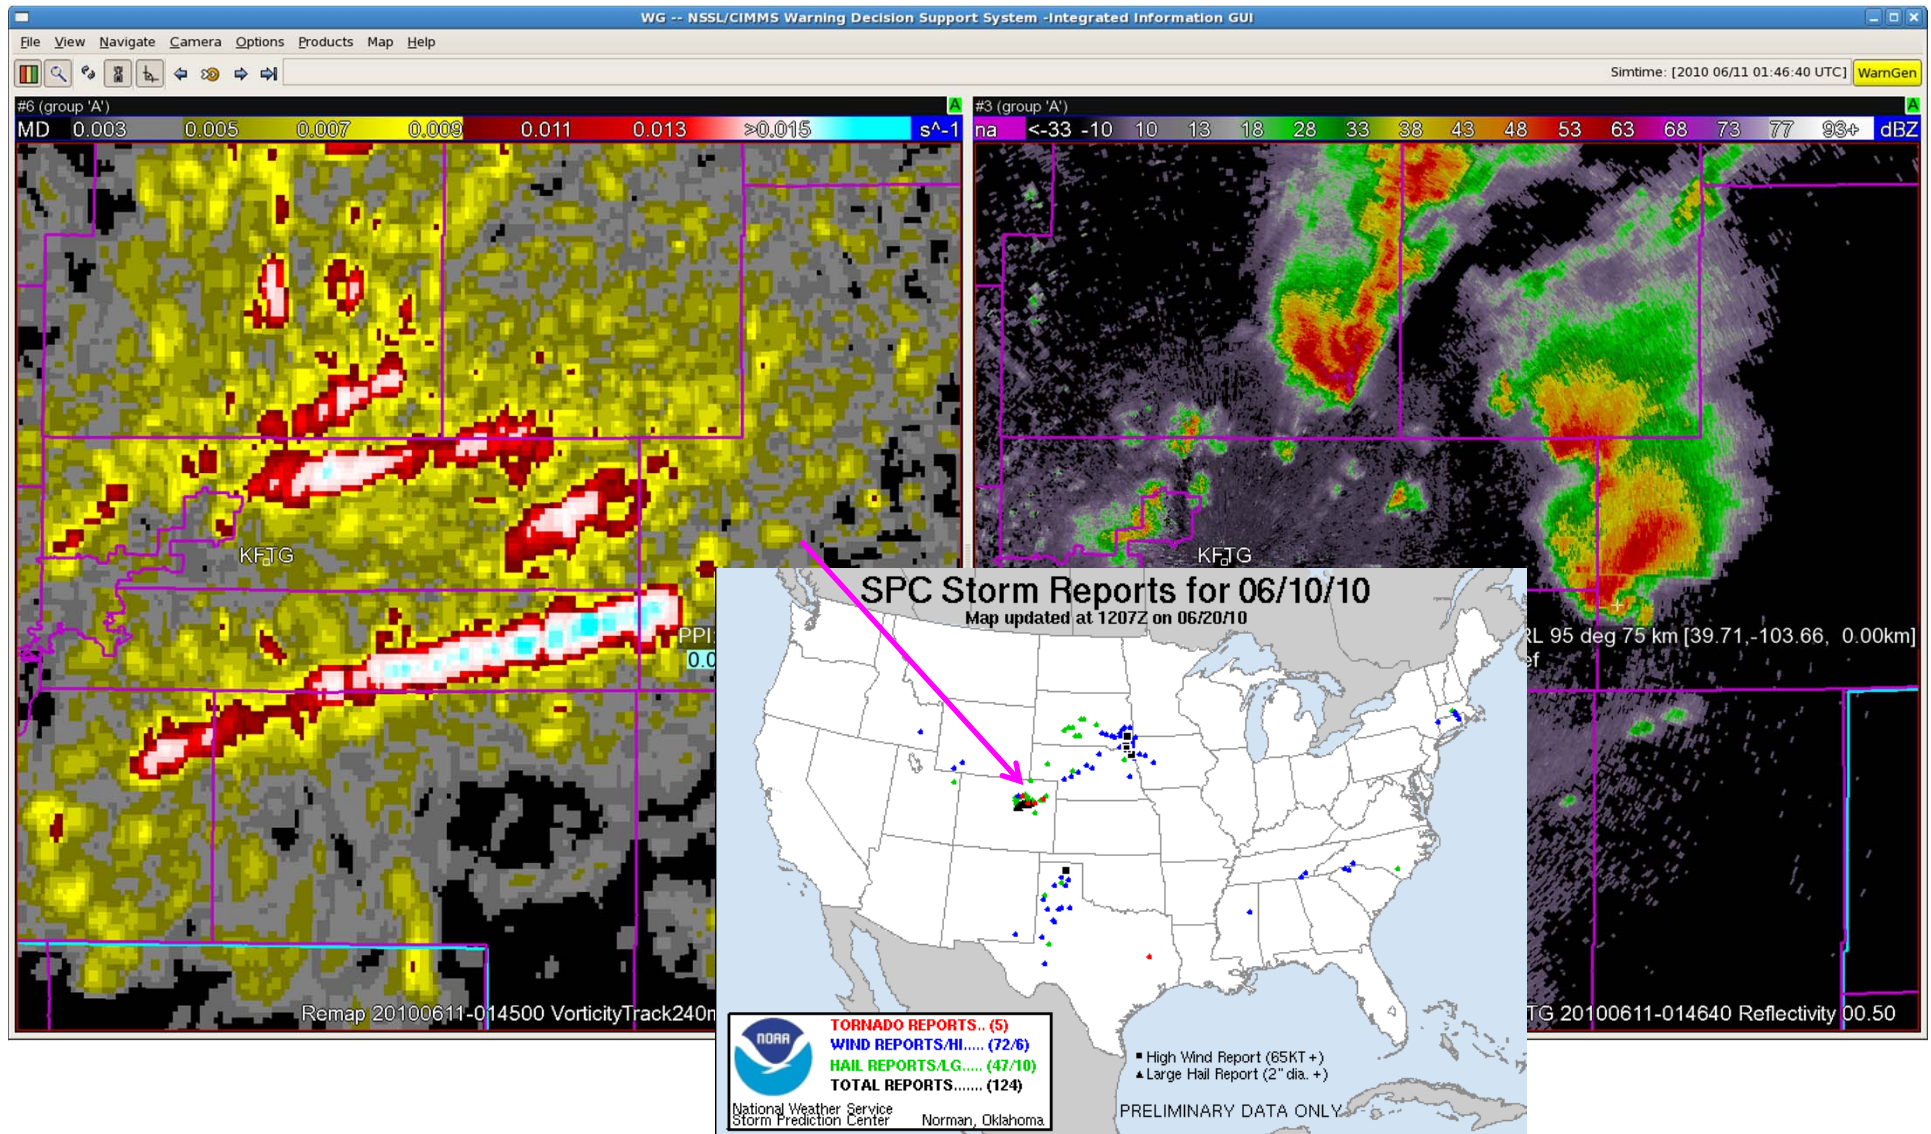 WG -- NSSL/CIMMS Warning Decision Support System -Integrated Information GUI
File View Navigate Camera Options Products Map Help
Simtime: [2010 06/11 01:46:40 UTC] WarnGen
#6 (group 'A') A
MD 0.003 0.005 0.007 0.009 0.011 0.013 >0.015 s^-1
KFTG
PPI
0.0
Remap 20100611-014500 VorticityTrack240m
#3 (group 'A') A
na <-33 -10 10 13 18 28 33 38 43 48 53 63 68 73 77 93+ dBZ
KFTG
RL 95 deg 75 km [39.71,-103.66, 0.00km]
ef
TG 20100611-014640 Reflectivity 00.50
SPC Storm Reports for 06/10/10
Map updated at 1207Z on 06/20/10
NOAA
TORNADO REPORTS.. (5)
WIND REPORTS/HI..... (72/6)
HAIL REPORTS/LG..... (47/10)
TOTAL REPORTS....... (124)
National Weather Service
Storm Prediction Center Norman, Oklahoma
High Wind Report (65KT +)
Large Hail Report (2" dia. +)
PRELIMINARY DATA ONLY